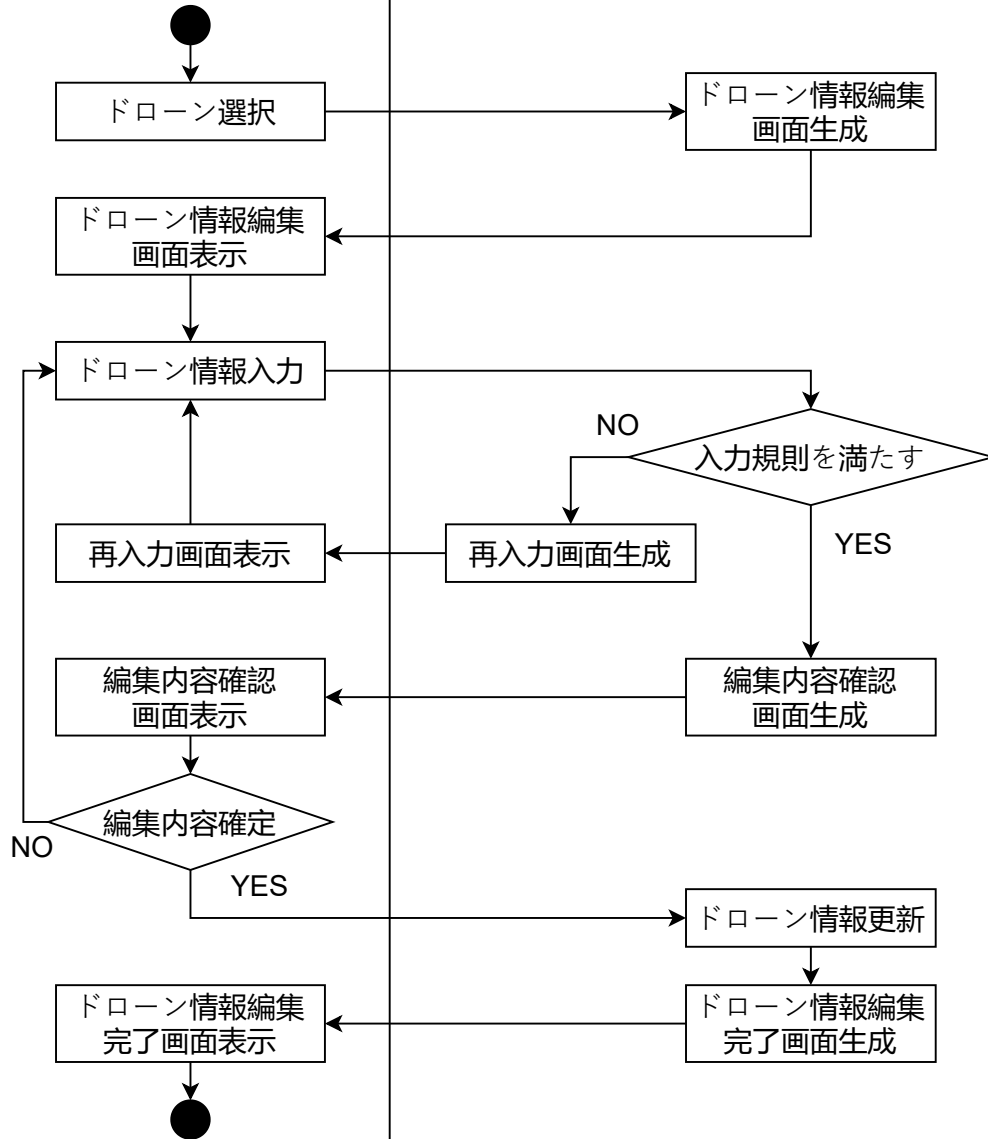 ドローン選択
ドローン情報編集
画面生成
ドローン情報編集
画面表示
ドローン情報入力
NO
入力規則を満たす
YES
再入力画面表示
再入力画面生成
編集内容確認
画面表示
編集内容確認
画面生成
編集内容確定
NO
YES
ドローン情報更新
ドローン情報編集
完了画面表示
ドローン情報編集
完了画面生成